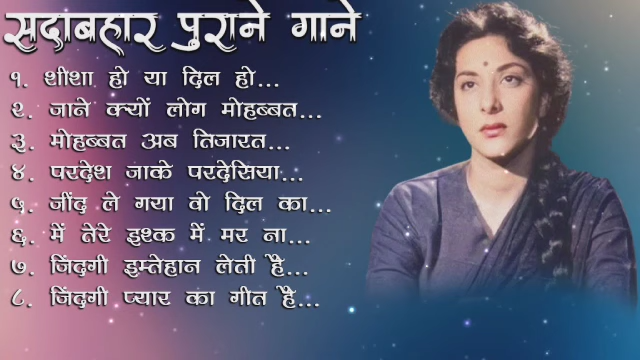 सदाबहार पुराने गाने
१. शीशा हो या दिल हो...
२. जाने क्यों लोग मोहब्बत...
३. मोहब्बत अब तिजारत...
४. परदेश जाके परदेसिया...
५. जींद ले गया वो दिल का...
६. में तेरे इश्क में मर ना...
७. जिंदगी इम्तेहान लेती है...
८. जिंदगी प्यार का गीत है...